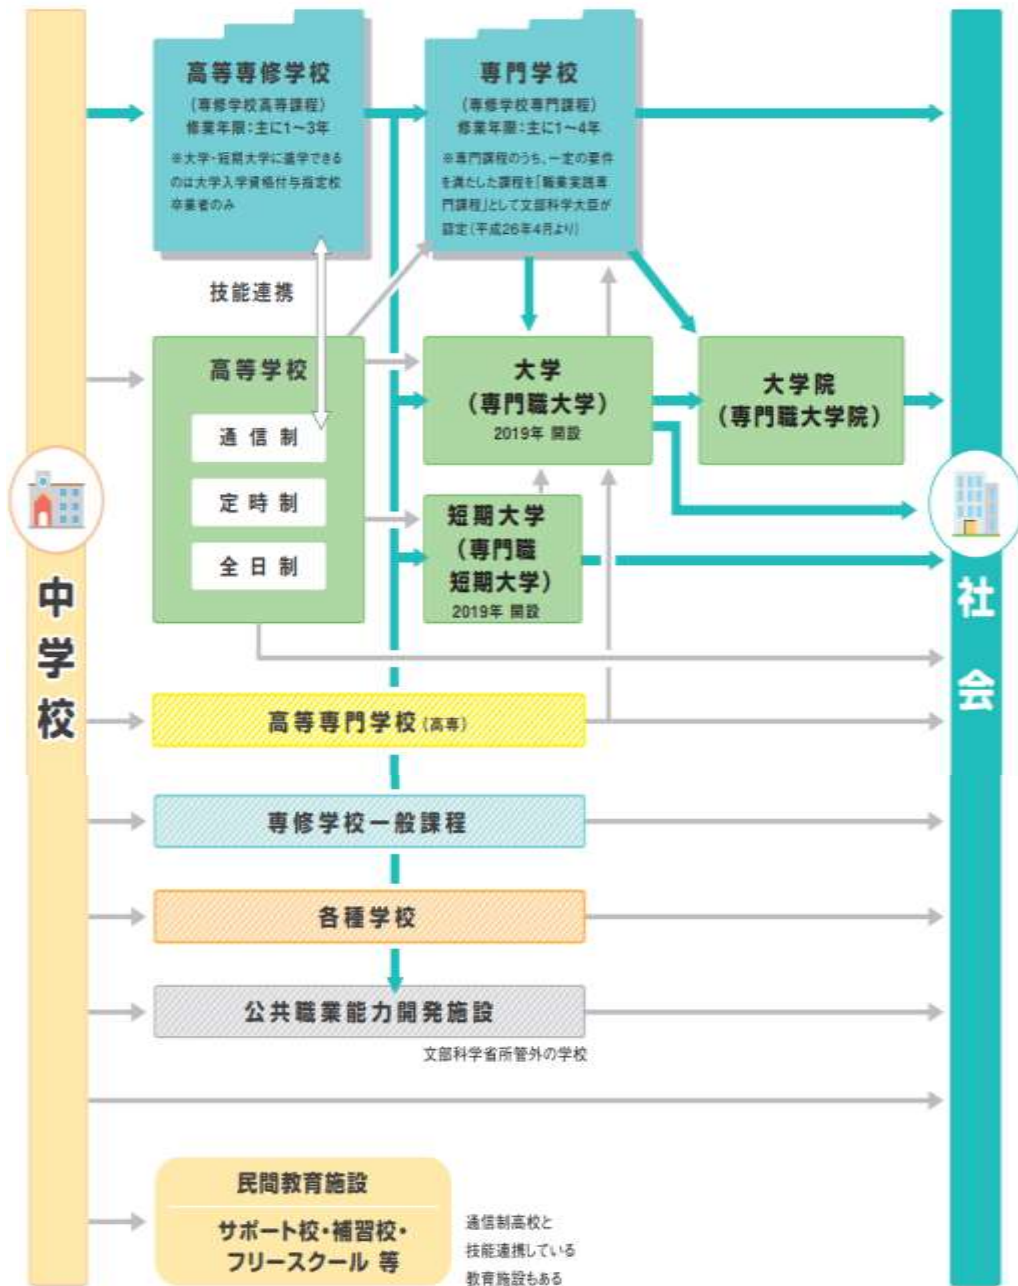 高等専修学校
（専修学校高等課程）
修業年限：主に1～3年
※大学・短期大学に進学できる
のは大学入学資格付与指定校
卒業者のみ
専門学校
（専修学校専門課程）
修業年限：主に1～4年
※専門課程のうち、一定の要件
を満たした課程を「職業実践専
門課程」として文部科学大臣が
認定（平成26年4月より）
技能連携
高等学校
通信制
定時制
全日制
大学
（専門職大学）
2019年 開設
大学院
（専門職大学院）
短期大学
（専門職
短期大学）
2019年 開設
中学校
社会
高等専門学校（高専）
専修学校一般課程
各種学校
公共職業能力開発施設
文部科学省所管外の学校
民間教育施設
サポート校・補習校・
フリースクール 等
通信制高校と
技能連携している
教育施設もある